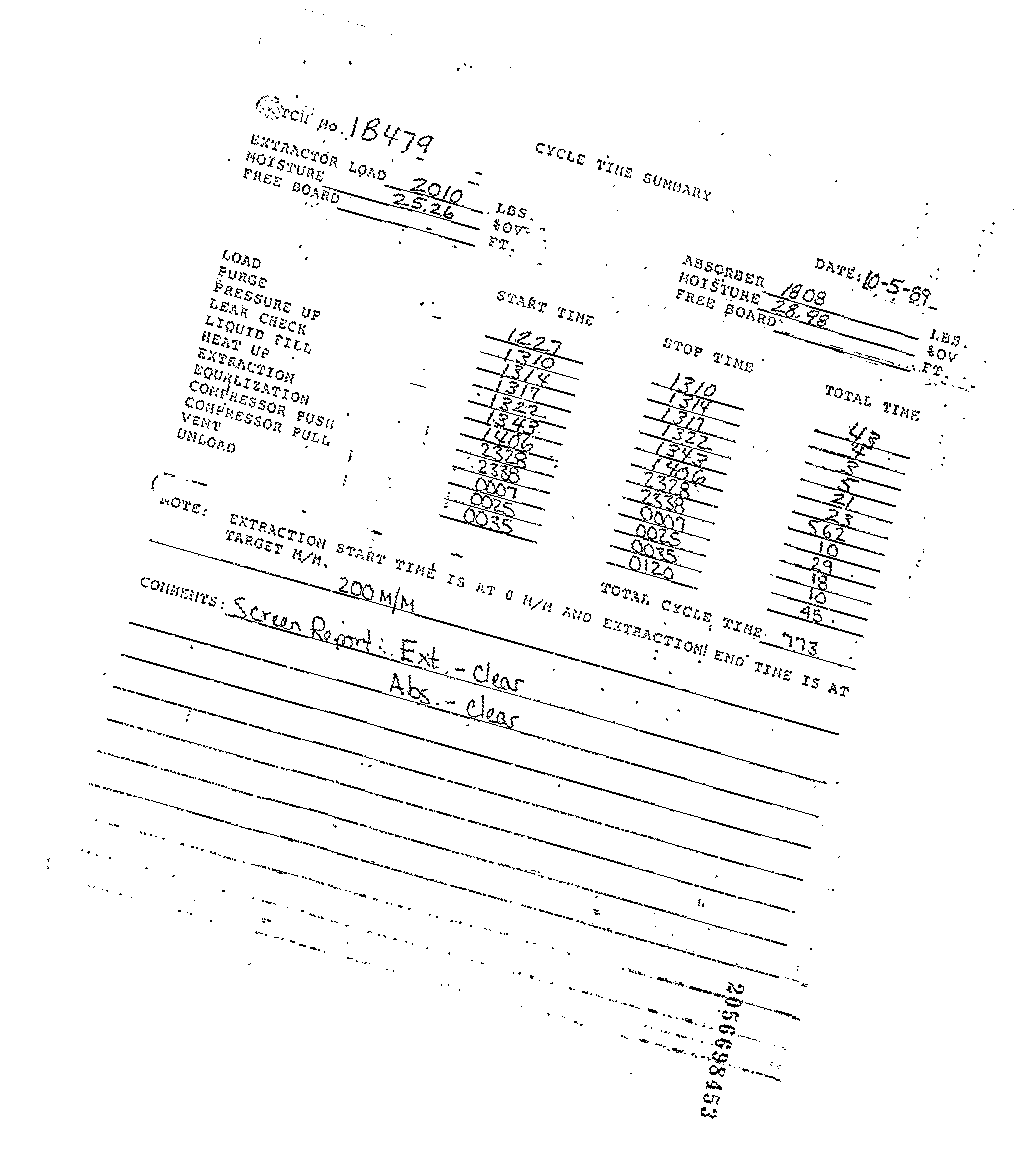 no. 1B479
CYCLE TIME SUMMARY
EXTRACTOR LOAD 2010 LBS.
MOISTURE 25.26 %OV
FREE BOARD FT.
DATE: 10-5-89
ABSORBER 1808 LBS.
MOISTURE 28.98 %OV
FREE BOARD FT.
START TIME STOP TIME TOTAL TIME
LOAD 1227 1310 43
PURGE 1310 1314 4
PRESSURE UP 1314 1317 3
LEAK CHECK 1317 1322 5
LIQUID FILL 1322 1343 21
HEAT UP 1343 1406 23
EXTRACTION 1406 2328 562
EQUALIZATION 2328 2338 10
COMPRESSOR PUSH 2338 0007 29
COMPRESSOR PULL 0007 0025 18
VENT 0025 0035 10
UNLOAD 0035 0120 45
TOTAL CYCLE TIME 773
NOTE: EXTRACTION START TIME IS AT 0 M/M AND EXTRACTION END TIME IS AT
TARGET M/M.
200 M/M
COMMENTS: Screen Report: Ext. - clear
Abs. - clear
2056698453